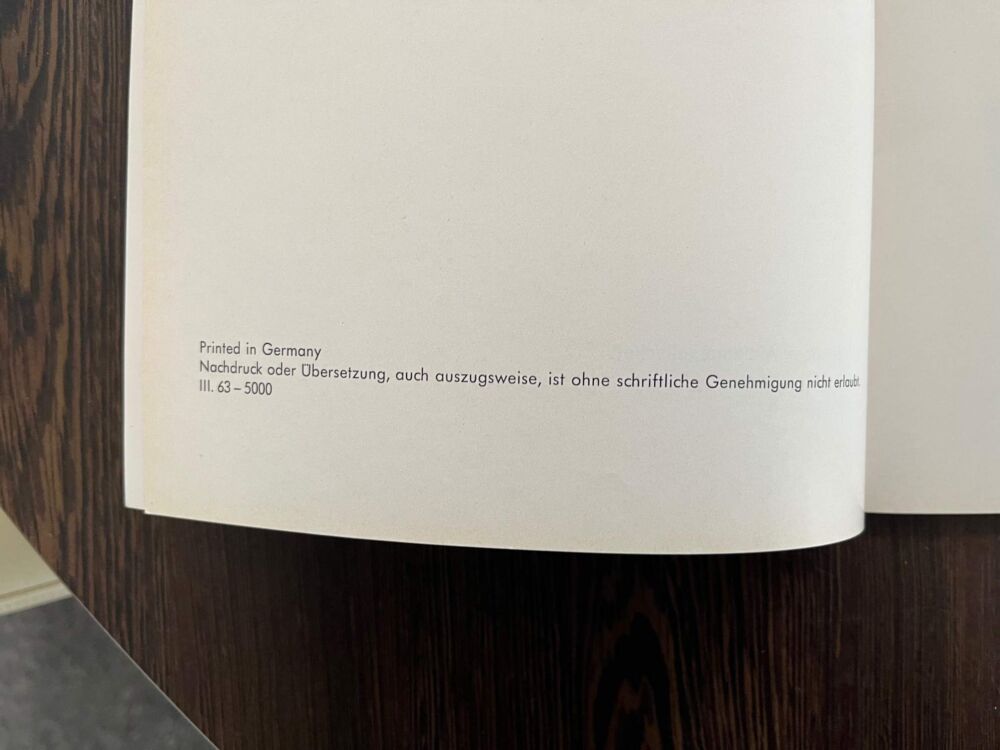 Printed in Germany
Nachdruck oder Übersetzung, auch auszugsweise, ist ohne schriftliche Genehmigung nicht erlaubt.
III. 63 – 5000